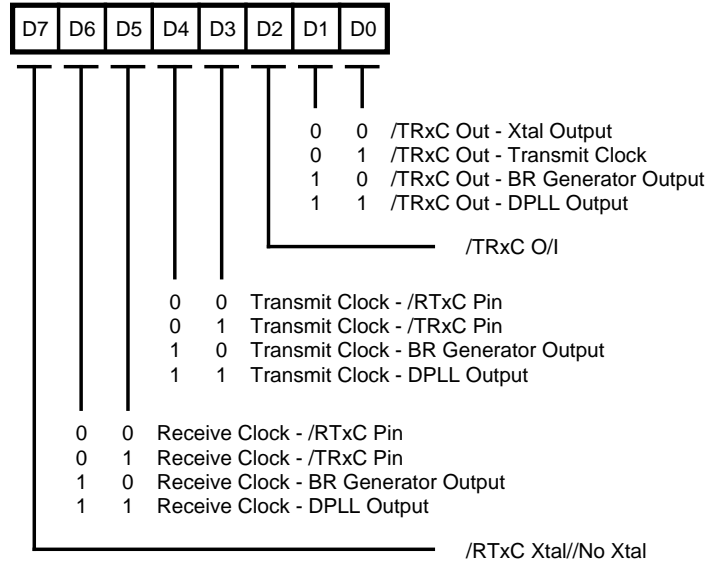 D7 D6 D5 D4 D3 D2 D1 D0
0 0 /TRxC Out - Xtal Output
0 1 /TRxC Out - Transmit Clock
1 0 /TRxC Out - BR Generator Output
1 1 /TRxC Out - DPLL Output
/TRxC O/I
0 0 Transmit Clock - /RTxC Pin
0 1 Transmit Clock - /TRxC Pin
1 0 Transmit Clock - BR Generator Output
1 1 Transmit Clock - DPLL Output
0 0 Receive Clock - /RTxC Pin
0 1 Receive Clock - /TRxC Pin
1 0 Receive Clock - BR Generator Output
1 1 Receive Clock - DPLL Output
/RTxC Xtal//No Xtal